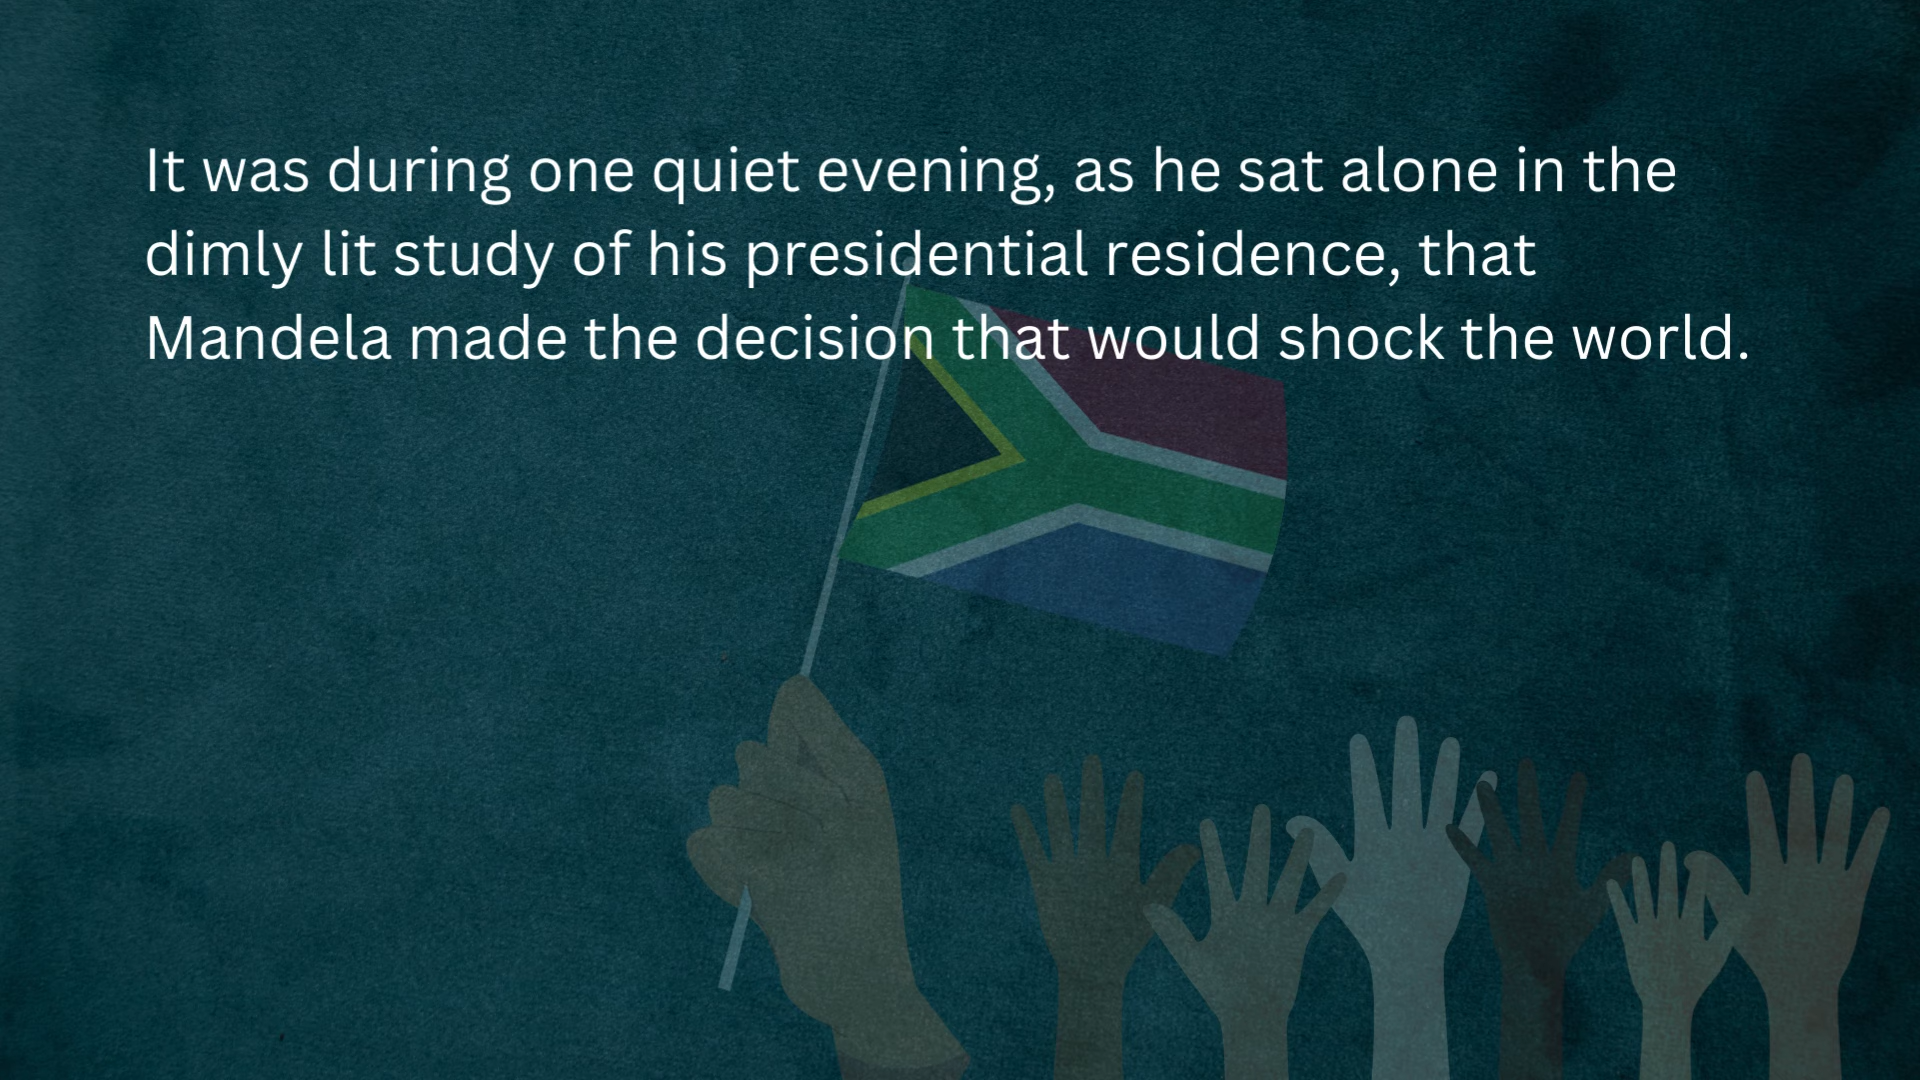 It was during one quiet evening, as he sat alone in the
dimly lit study of his presidential residence, that
Mandela made the decision that would shock the world.